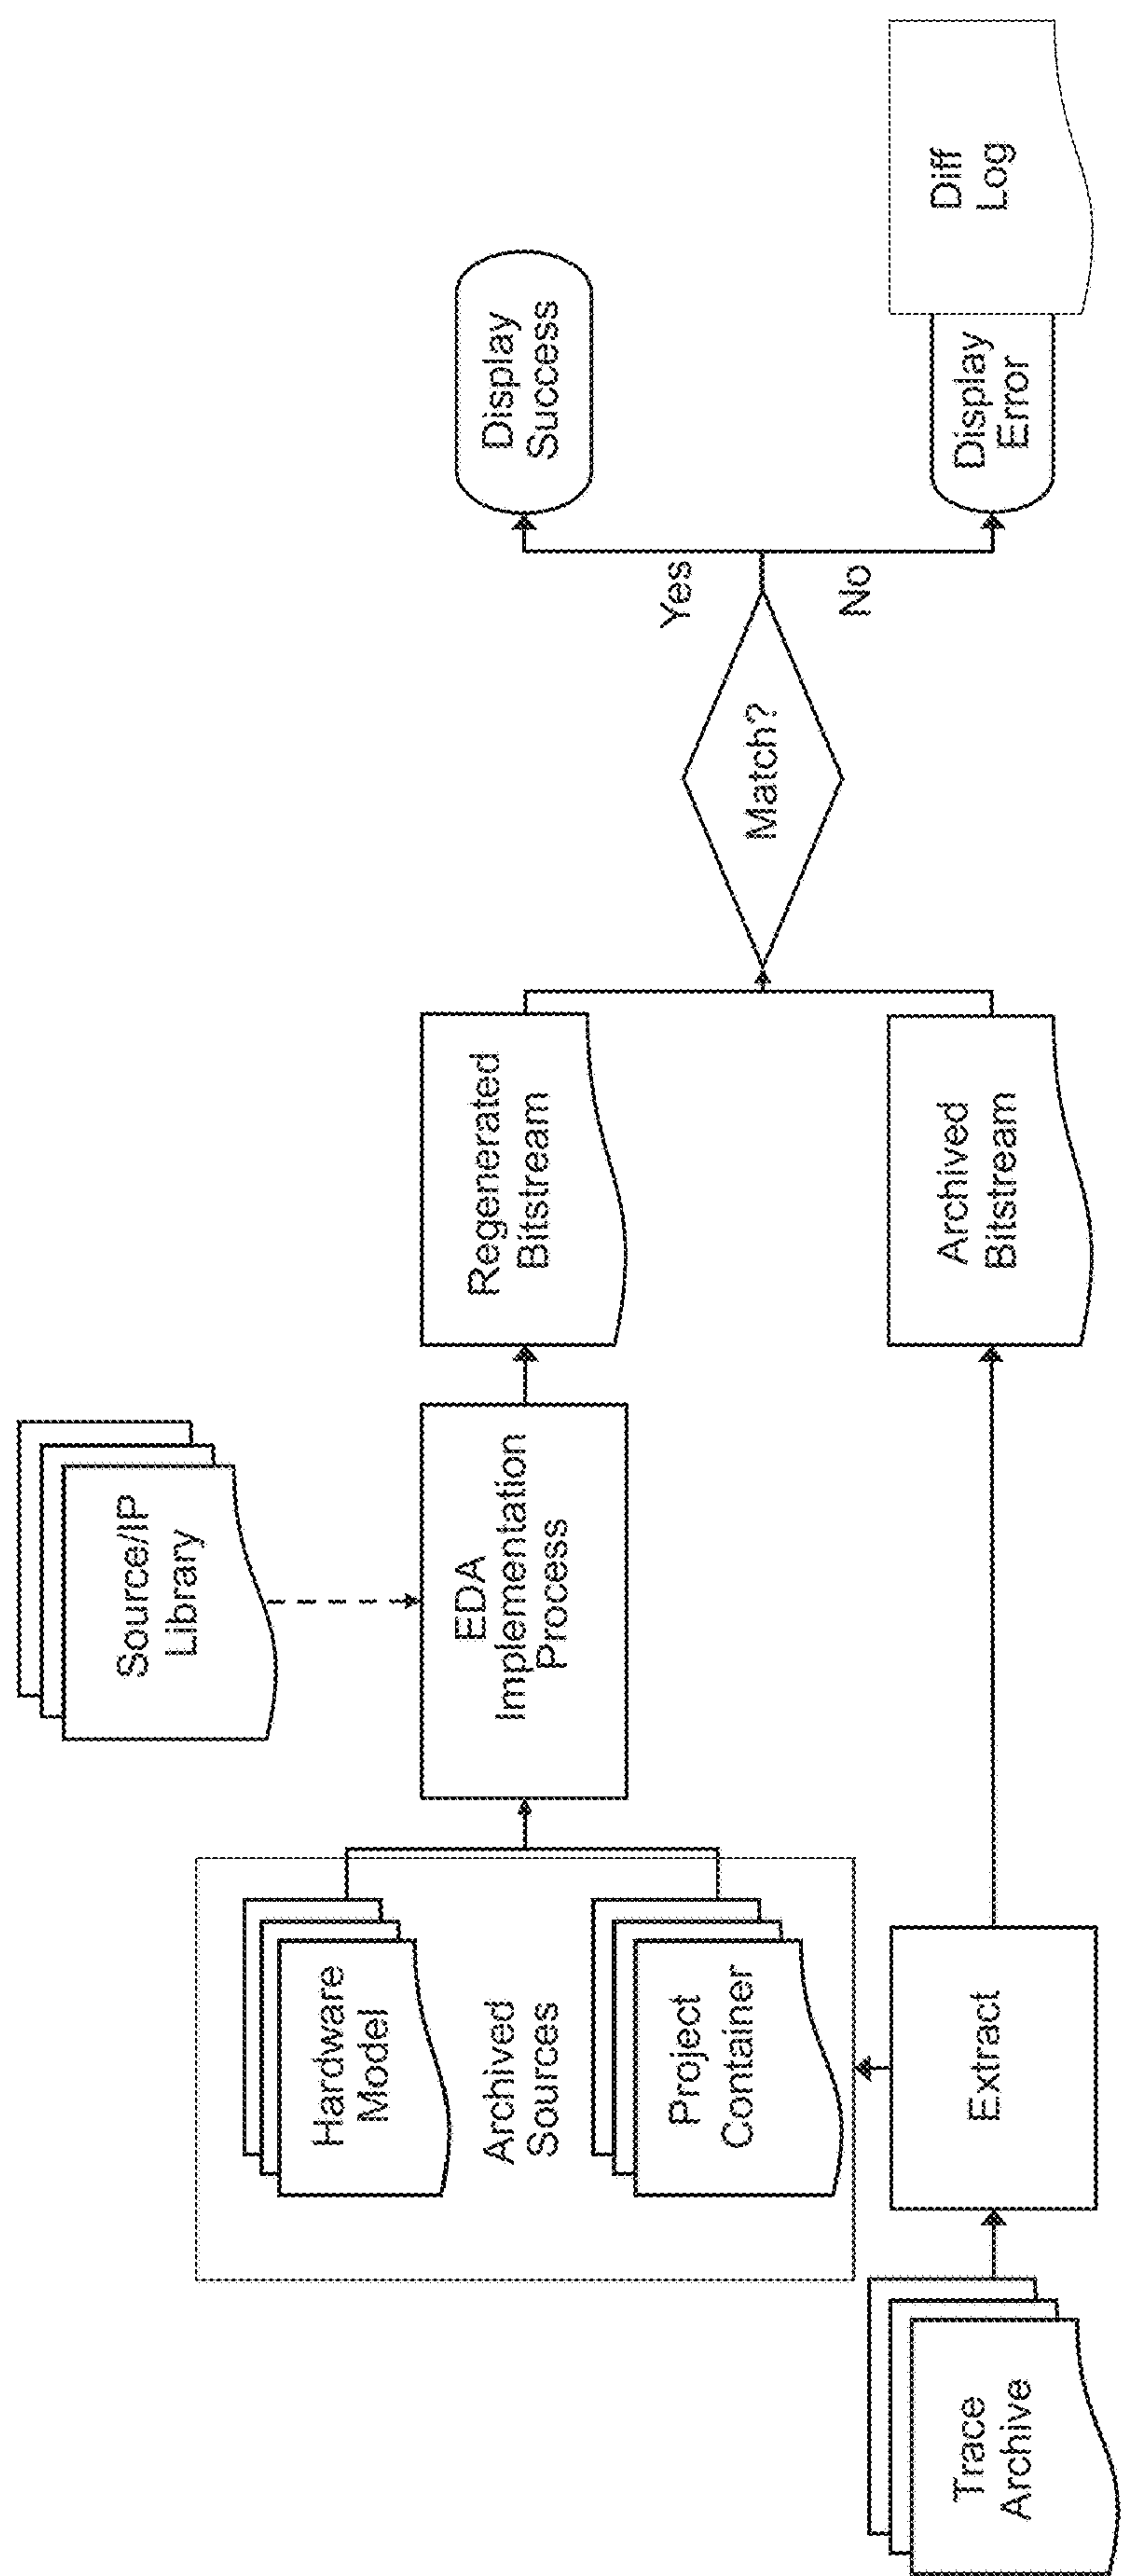 Source/IP
Library
Hardware
Model
Archived
Sources
Project
Container
EDA
Implementation
Process
Regenerated
Bitstream
Display
Success
Yes
Match?
No
Trace
Archive
Extract
Archived
Bitstream
Display
Error
Diff
Log